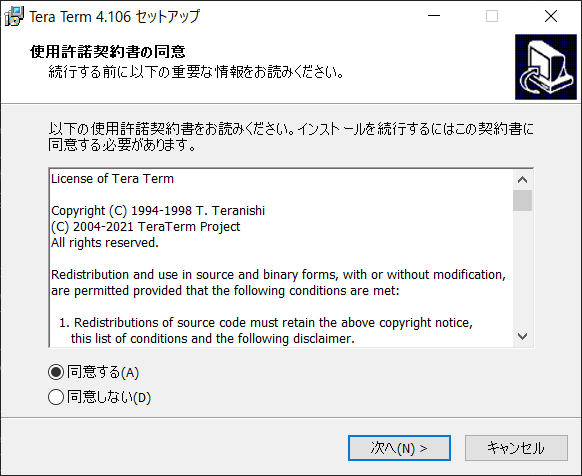 Tera Term 4.106 セットアップ
使用許諾契約書の同意
続行する前に以下の重要な情報をお読みください。
以下の使用許諾契約書をお読みください。インストールを続行するにはこの契約書に
同意する必要があります。
License of Tera Term
Copyright (C) 1994-1998 T. Teranishi
(C) 2004-2021 TeraTerm Project
All rights reserved.
Redistribution and use in source and binary forms, with or without modification,
are permitted provided that the following conditions are met:
1. Redistributions of source code must retain the above copyright notice,
this list of conditions and the following disclaimer.
同意する(A)
同意しない(D)
次へ(N) >
キャンセル